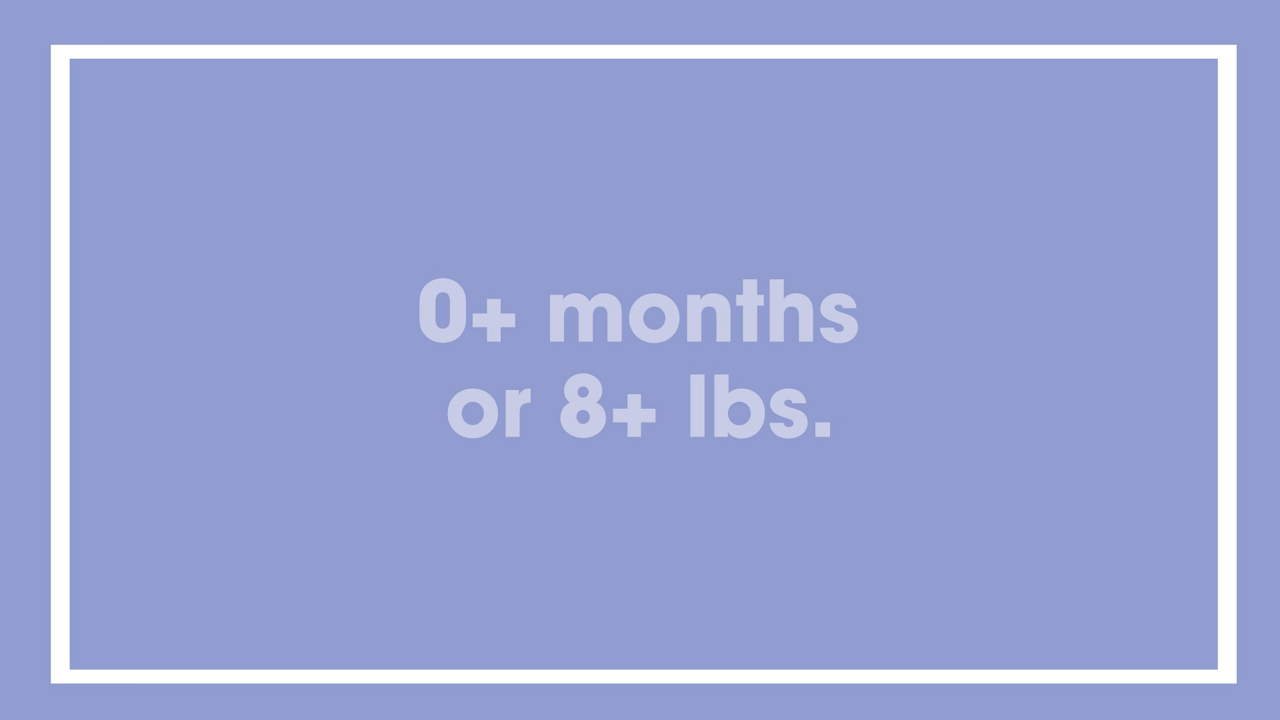 0+ months
or 8+ lbs.